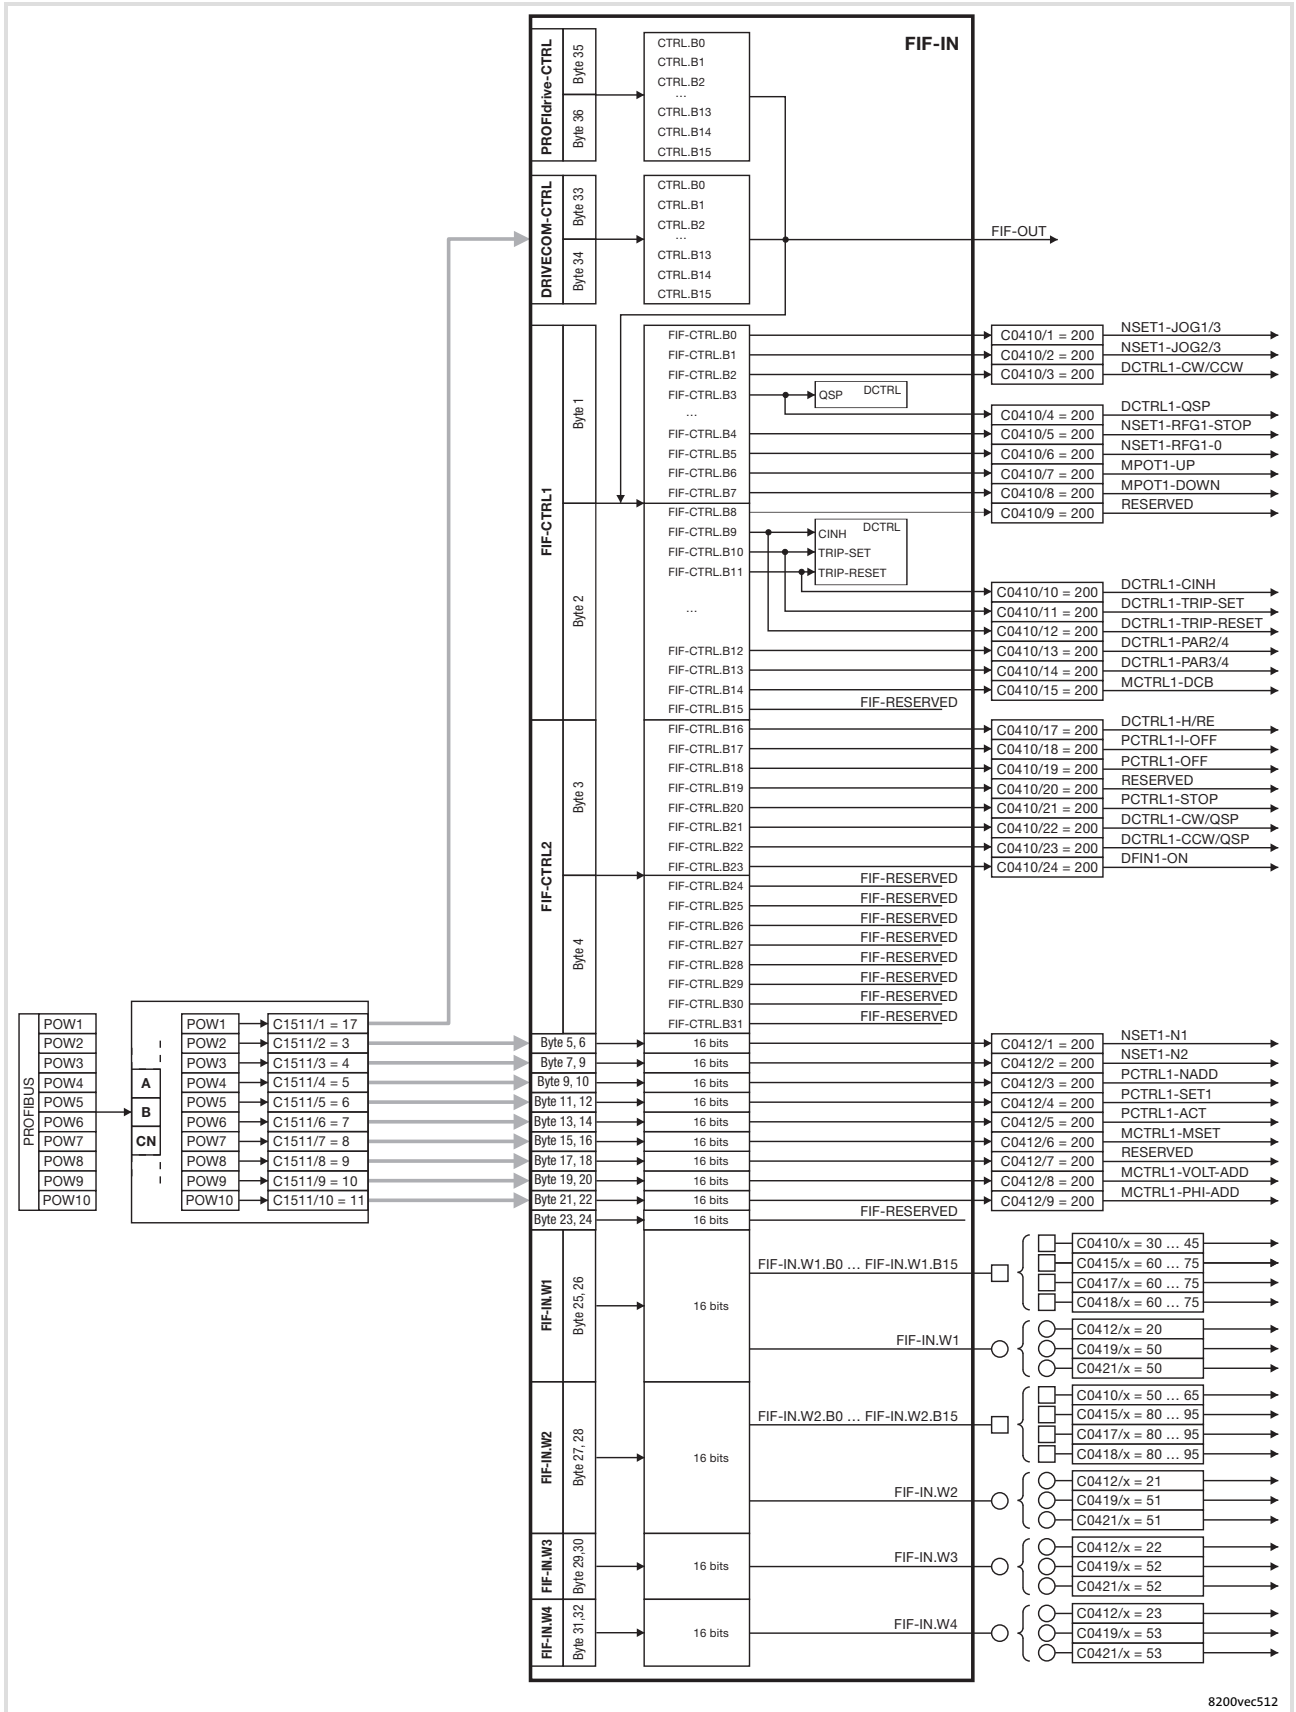 FIF-IN
PROFIdrive-CTRL
Byte 35
Byte 36
CTRL.B0
CTRL.B1
CTRL.B2
...
CTRL.B13
CTRL.B14
CTRL.B15
DRIVECOM-CTRL
Byte 33
Byte 34
CTRL.B0
CTRL.B1
CTRL.B2
...
CTRL.B13
CTRL.B14
CTRL.B15
FIF-OUT
FIF-CTRL1
Byte 1
Byte 2
FIF-CTRL.B0 C0410/1 = 200 NSET1-JOG1/3
FIF-CTRL.B1 C0410/2 = 200 NSET1-JOG2/3
FIF-CTRL.B2 C0410/3 = 200 DCTRL1-CW/CCW
FIF-CTRL.B3 QSP DCTRL
... C0410/4 = 200 DCTRL1-QSP
FIF-CTRL.B4 C0410/5 = 200 NSET1-RFG1-STOP
FIF-CTRL.B5 C0410/6 = 200 NSET1-RFG1-0
FIF-CTRL.B6 C0410/7 = 200 MPOT1-UP
FIF-CTRL.B7 C0410/8 = 200 MPOT1-DOWN
FIF-CTRL.B8 C0410/9 = 200 RESERVED
FIF-CTRL.B9 CINH DCTRL
FIF-CTRL.B10 TRIP-SET
FIF-CTRL.B11 TRIP-RESET
C0410/10 = 200 DCTRL1-CINH
... C0410/11 = 200 DCTRL1-TRIP-SET
C0410/12 = 200 DCTRL1-TRIP-RESET
FIF-CTRL.B12 C0410/13 = 200 DCTRL1-PAR2/4
FIF-CTRL.B13 C0410/14 = 200 DCTRL1-PAR3/4
FIF-CTRL.B14 C0410/15 = 200 MCTRL1-DCB
FIF-CTRL.B15 FIF-RESERVED
FIF-CTRL2
Byte 3
Byte 4
FIF-CTRL.B16 C0410/17 = 200 DCTRL1-H/RE
FIF-CTRL.B17 C0410/18 = 200 PCTRL1-I-OFF
FIF-CTRL.B18 C0410/19 = 200 PCTRL1-OFF
FIF-CTRL.B19 C0410/20 = 200 RESERVED
FIF-CTRL.B20 C0410/21 = 200 PCTRL1-STOP
FIF-CTRL.B21 C0410/22 = 200 DCTRL1-CW/QSP
FIF-CTRL.B22 C0410/23 = 200 DCTRL1-CCW/QSP
FIF-CTRL.B23 C0410/24 = 200 DFIN1-ON
FIF-CTRL.B24 FIF-RESERVED
FIF-CTRL.B25 FIF-RESERVED
FIF-CTRL.B26 FIF-RESERVED
FIF-CTRL.B27 FIF-RESERVED
FIF-CTRL.B28 FIF-RESERVED
FIF-CTRL.B29 FIF-RESERVED
FIF-CTRL.B30 FIF-RESERVED
FIF-CTRL.B31 FIF-RESERVED
PROFIBUS
A
B
CN
POW1 POW1 C1511/1 = 17
POW2 POW2 C1511/2 = 3 Byte 5, 6 16 bits C0412/1 = 200 NSET1-N1
POW3 POW3 C1511/3 = 4 Byte 7, 9 16 bits C0412/2 = 200 NSET1-N2
POW4 POW4 C1511/4 = 5 Byte 9, 10 16 bits C0412/3 = 200 PCTRL1-NADD
POW5 POW5 C1511/5 = 6 Byte 11, 12 16 bits C0412/4 = 200 PCTRL1-SET1
POW6 POW6 C1511/6 = 7 Byte 13, 14 16 bits C0412/5 = 200 PCTRL1-ACT
POW7 POW7 C1511/7 = 8 Byte 15, 16 16 bits C0412/6 = 200 MCTRL1-MSET
POW8 POW8 C1511/8 = 9 Byte 17, 18 16 bits C0412/7 = 200 RESERVED
POW9 POW9 C1511/9 = 10 Byte 19, 20 16 bits C0412/8 = 200 MCTRL1-VOLT-ADD
POW10 POW10 C1511/10 = 11 Byte 21, 22 16 bits C0412/9 = 200 MCTRL1-PHI-ADD
Byte 23, 24 16 bits FIF-RESERVED
FIF-IN.W1
Byte 25, 26
16 bits
FIF-IN.W1.B0 ... FIF-IN.W1.B15
C0410/x = 30 ... 45
C0415/x = 60 ... 75
C0417/x = 60 ... 75
C0418/x = 60 ... 75
FIF-IN.W1
C0412/x = 20
C0419/x = 50
C0421/x = 50
FIF-IN.W2
Byte 27, 28
16 bits
FIF-IN.W2.B0 ... FIF-IN.W2.B15
C0410/x = 50 ... 65
C0415/x = 80 ... 95
C0417/x = 80 ... 95
C0418/x = 80 ... 95
FIF-IN.W2
C0412/x = 21
C0419/x = 51
C0421/x = 51
FIF-IN.W3
Byte 29,30
16 bits
FIF-IN.W3
C0412/x = 22
C0419/x = 52
C0421/x = 52
FIF-IN.W4
Byte 31,32
16 bits
FIF-IN.W4
C0412/x = 23
C0419/x = 53
C0421/x = 53
8200vec512